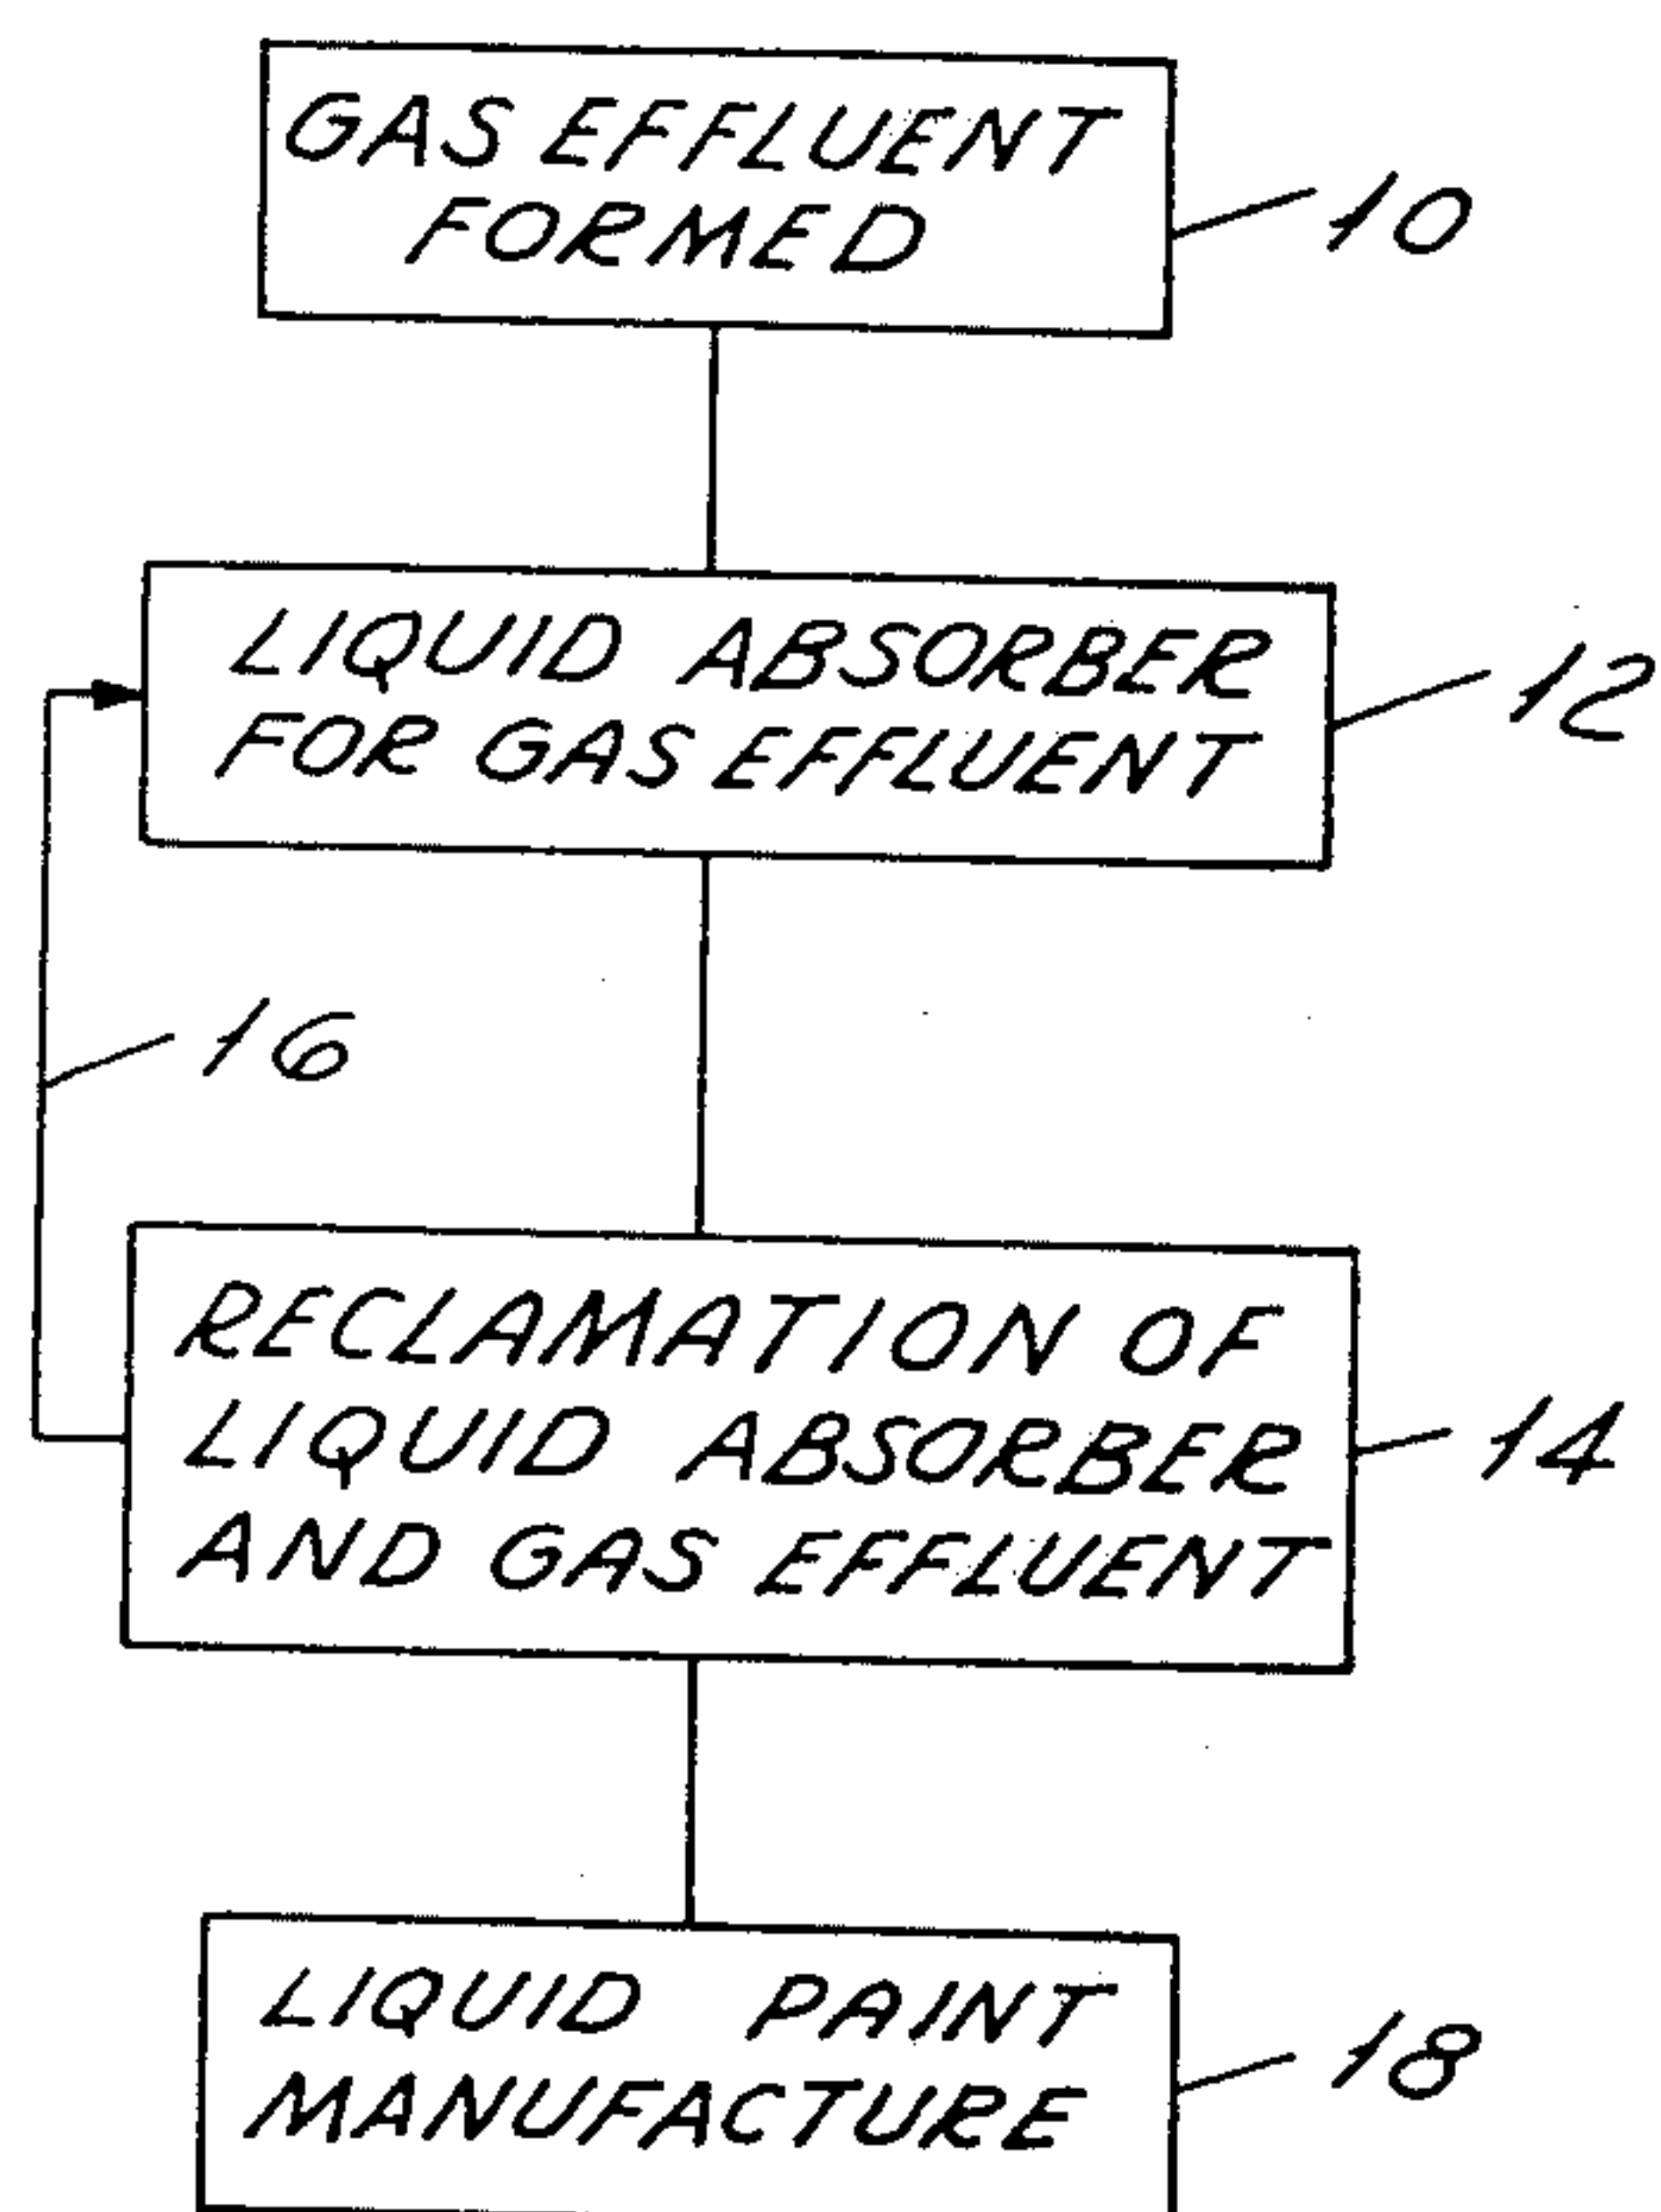 GAS EFFLUENT
FORMED
10
LIQUID ABSORBER
FOR GAS EFFLUENT
12
16
RECLAMATION OF
LIQUID ABSORBER
AND GAS EFFLUENT
14
LIQUID PAINT
MANUFACTURE
18